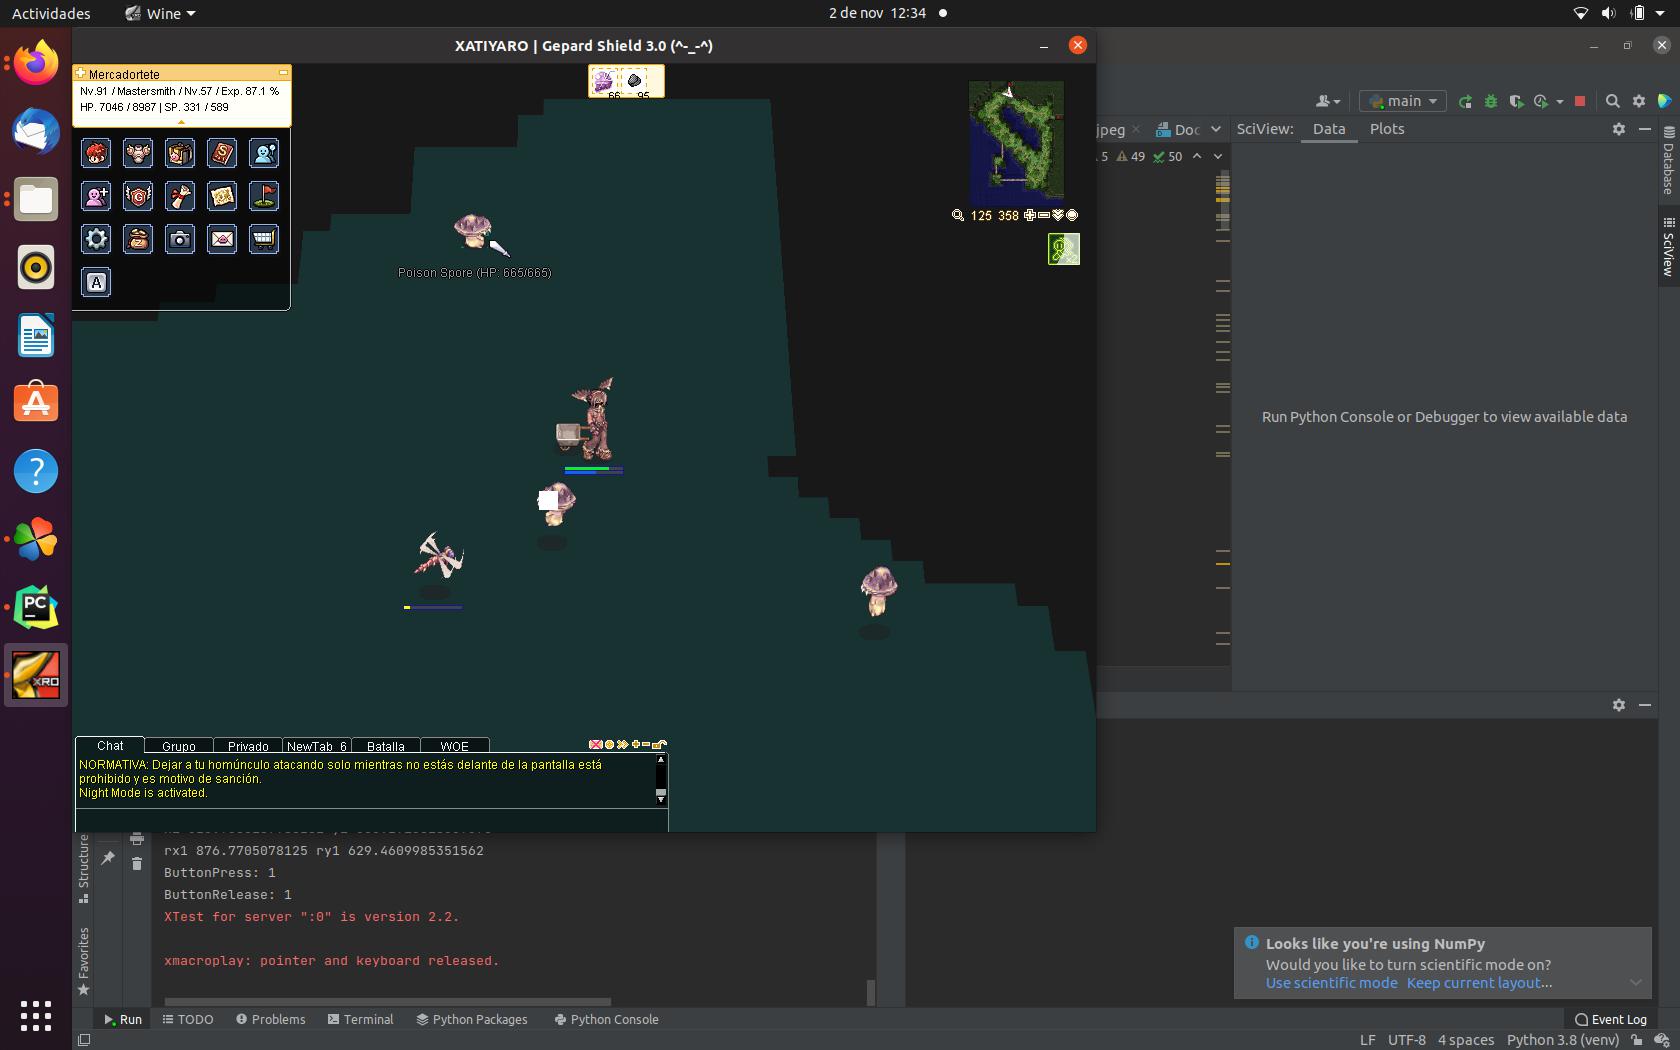 Actividades
Wine
2 de nov 12:34
XATIYARO | Gepard Shield 3.0 (^-_-^)
Mercadortete
Nv.91 / Mastersmith / Nv.57 / Exp. 87.1 %
HP. 7046 / 8987 | SP. 331 / 589
66 95
S
G
Z
A
125 358
Poison Spore (HP: 665/665)
main
jpeg
Doc
SciView:
Data
Plots
5 49 50
Database
SciView
Run Python Console or Debugger to view available data
PC
XRO
Chat
Grupo
Privado
NewTab_6
Batalla
WOE
NORMATIVA: Dejar a tu homúnculo atacando solo mientras no estás delante de la pantalla está
prohibido y es motivo de sanción.
Night Mode is activated.
rx1 876.7705078125 ry1 629.4609985351562
ButtonPress: 1
ButtonRelease: 1
XTest for server ":0" is version 2.2.
xmacroplay: pointer and keyboard released.
Structure
Favorites
Looks like you're using NumPy
Would you like to turn scientific mode on?
Use scientific mode Keep current layout...
Run
TODO
Problems
Terminal
Python Packages
Python Console
Event Log
LF UTF-8 4 spaces Python 3.8 (venv)